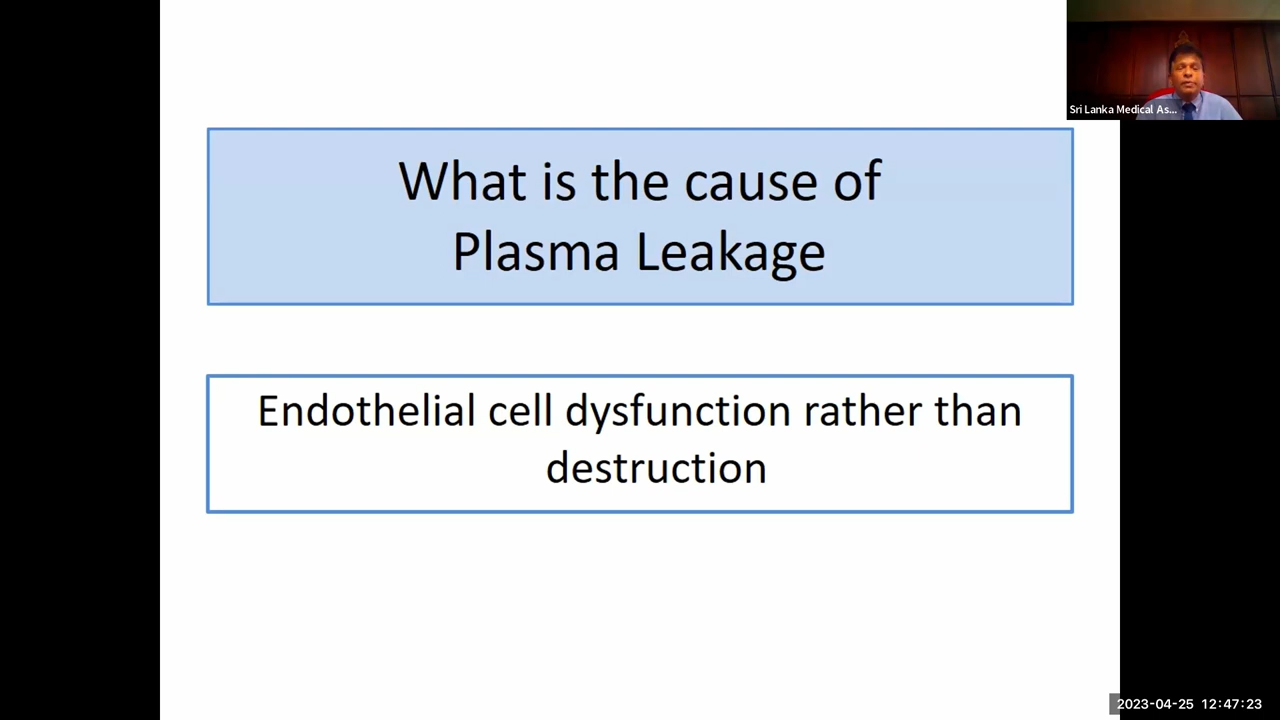 Sri Lanka Medical As...
What is the cause of
Plasma Leakage
Endothelial cell dysfunction rather than
destruction
2023-04-25 12:47:23